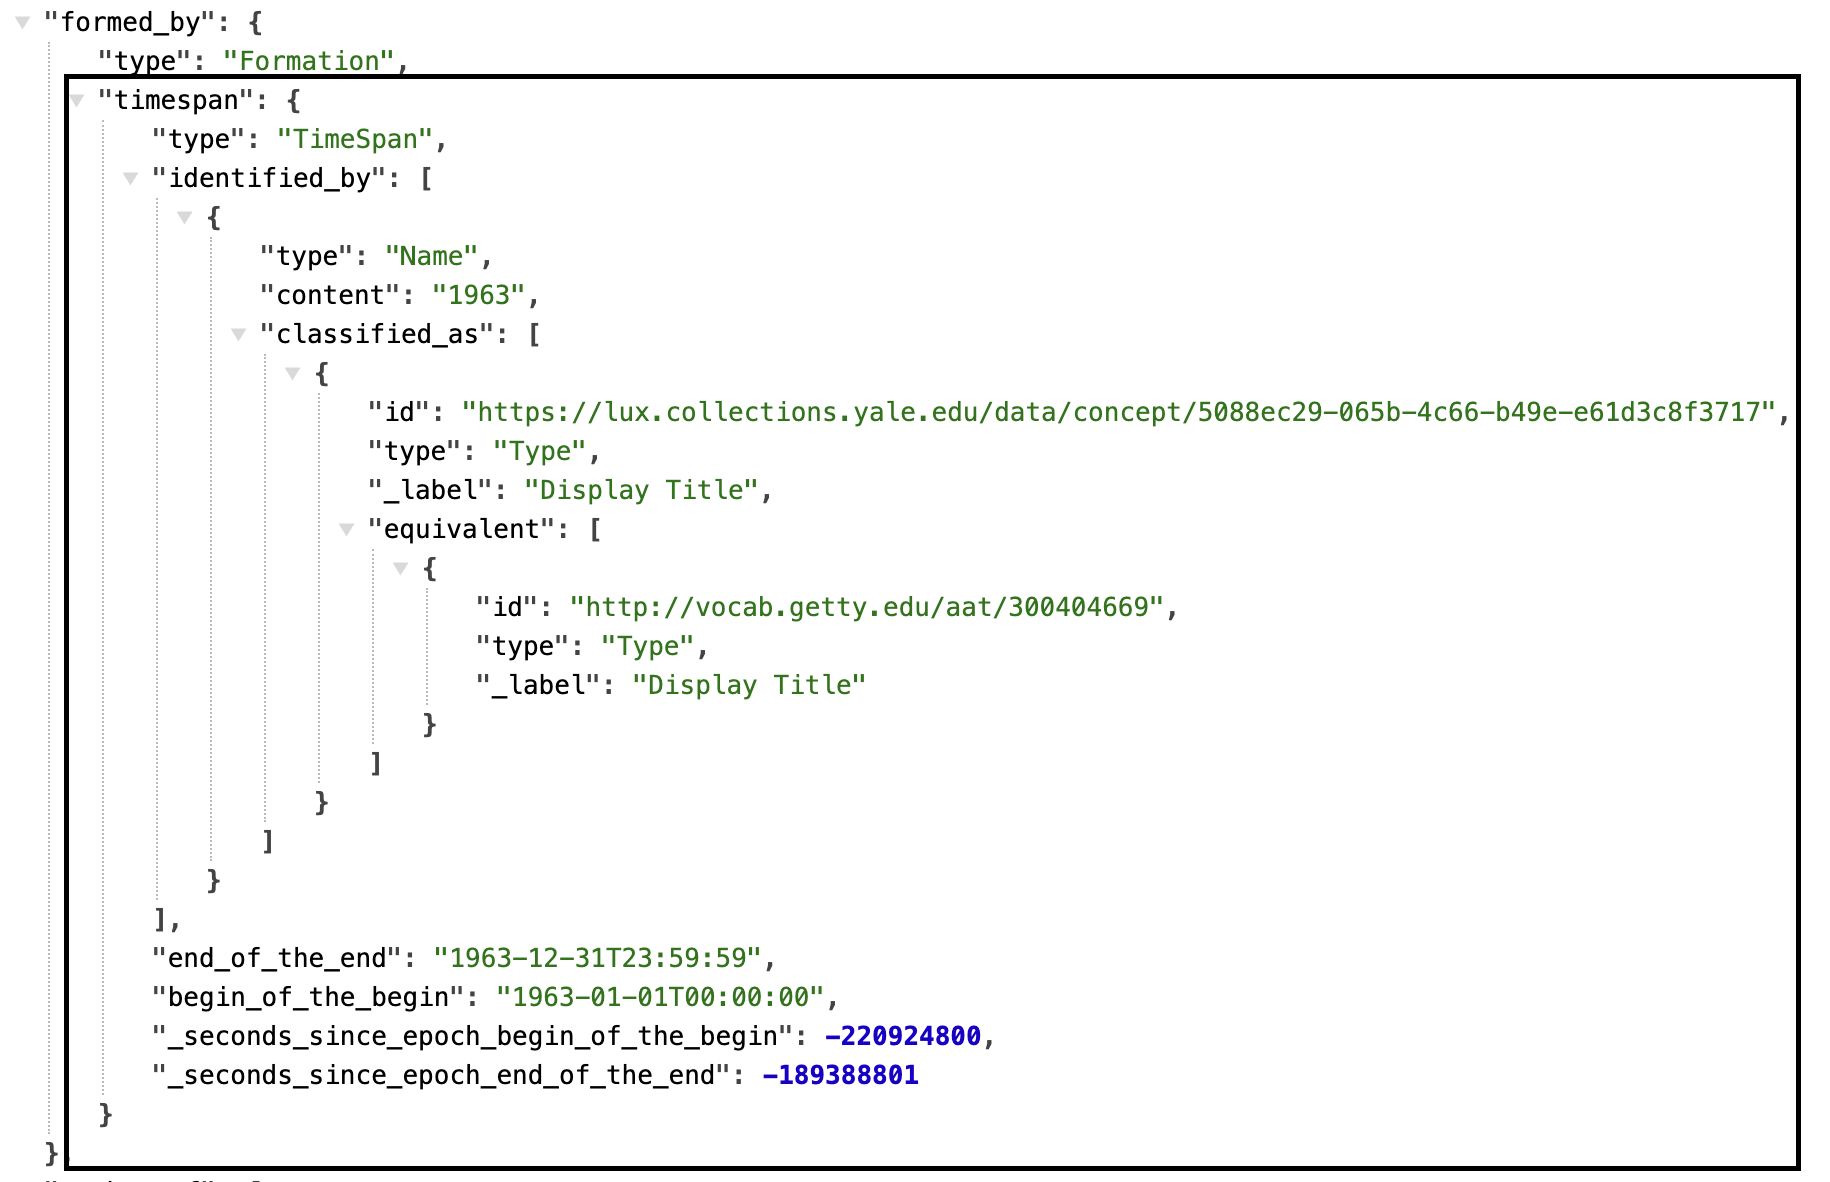 "formed_by": {
"type": "Formation",
"timespan": {
"type": "TimeSpan",
"identified_by": [
{
"type": "Name",
"content": "1963",
"classified_as": [
{
"id": "https://lux.collections.yale.edu/data/concept/5088ec29-065b-4c66-b49e-e61d3c8f3717",
"type": "Type",
"_label": "Display Title",
"equivalent": [
{
"id": "http://vocab.getty.edu/aat/300404669",
"type": "Type",
"_label": "Display Title"
}
]
}
]
}
],
"end_of_the_end": "1963-12-31T23:59:59",
"begin_of_the_begin": "1963-01-01T00:00:00",
"_seconds_since_epoch_begin_of_the_begin": -220924800,
"_seconds_since_epoch_end_of_the_end": -189388801
}
}